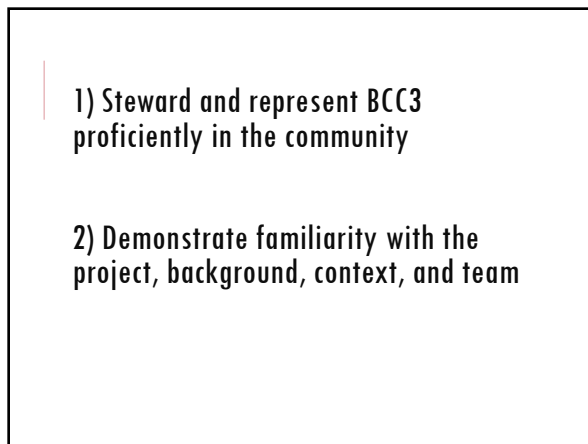 1) Steward and represent BCC3
proficiently in the community
2) Demonstrate familiarity with the
project, background, context, and team